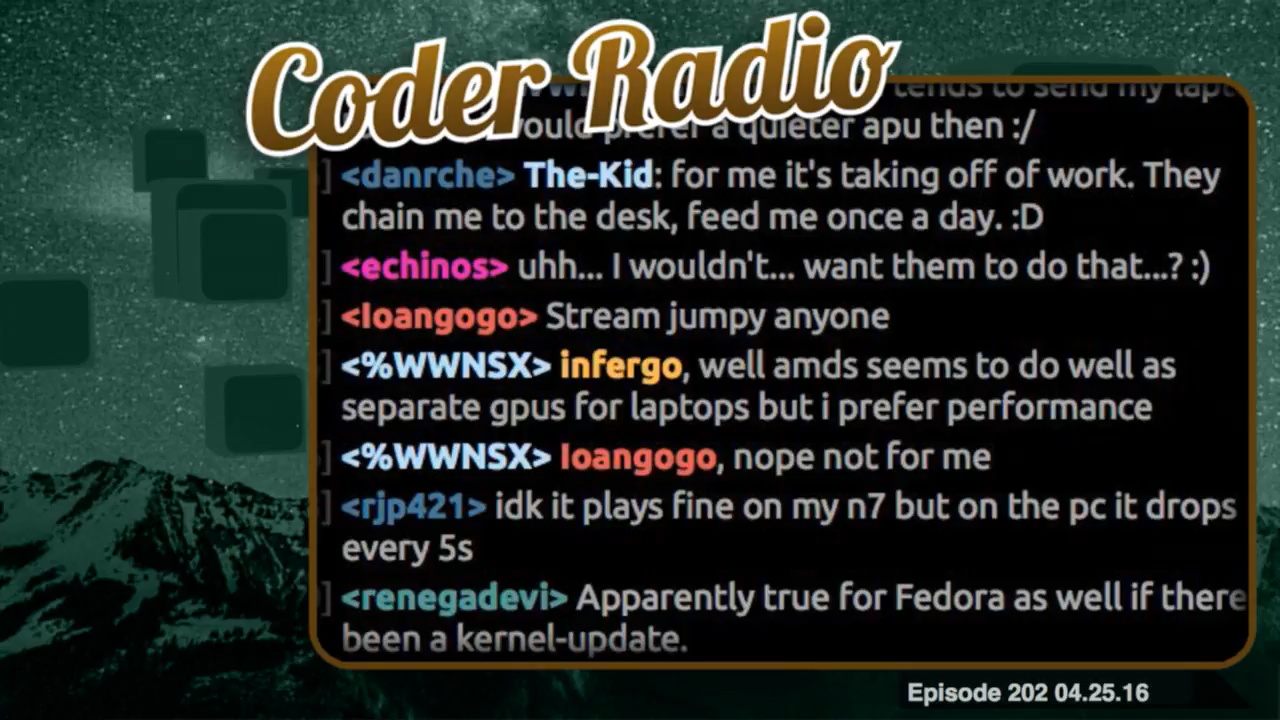 Coder Radio
tends to send my
prefer a quieter apu then :/
] <danrche> The-Kid: for me it's taking off of work. They
chain me to the desk, feed me once a day. :D
] <echinos> uhh... I wouldn't... want them to do that...? :)
] <loangogo> Stream jumpy anyone
] <%WWNSX> infergo, well amds seems to do well as
separate gpus for laptops but i prefer performance
] <%WWNSX> loangogo, nope not for me
] <rjp421> idk it plays fine on my n7 but on the pc it drops
every 5s
] <renegadevi> Apparently true for Fedora as well if there
been a kernel-update.
Episode 202 04.25.16